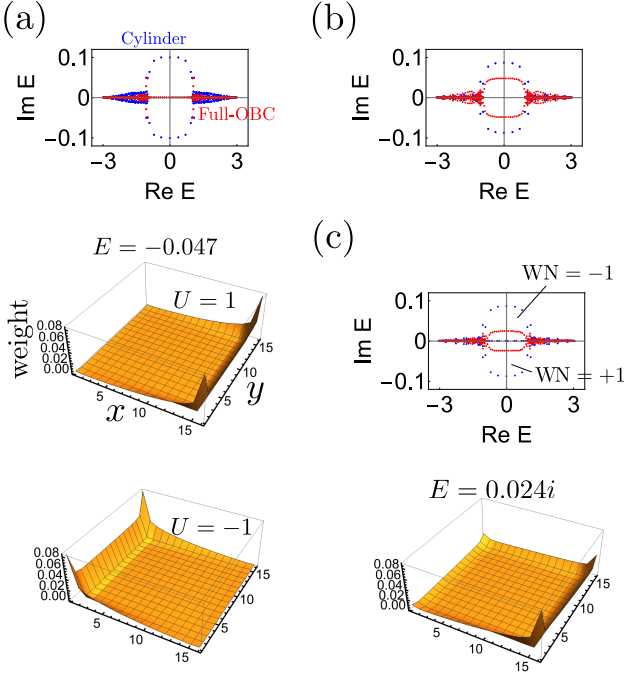 (a)
Cylinder
Im E
0.1
0
-0.1
Full-OBC
-3
0
3
Re E
(b)
Im E
0.1
0
-0.1
-3
0
3
Re E
E = -0.047
U = 1
weight
0.08
0.06
0.04
0.02
0.00
5
10
15
x
5
10
15
y
(c)
WN = -1
Im E
0.1
0
-0.1
WN = +1
-3
0
3
Re E
U = -1
0.08
0.06
0.04
0.02
0.00
5
10
15
5
10
15
E = 0.024i
0.08
0.06
0.04
0.02
0.00
5
10
15
5
10
15